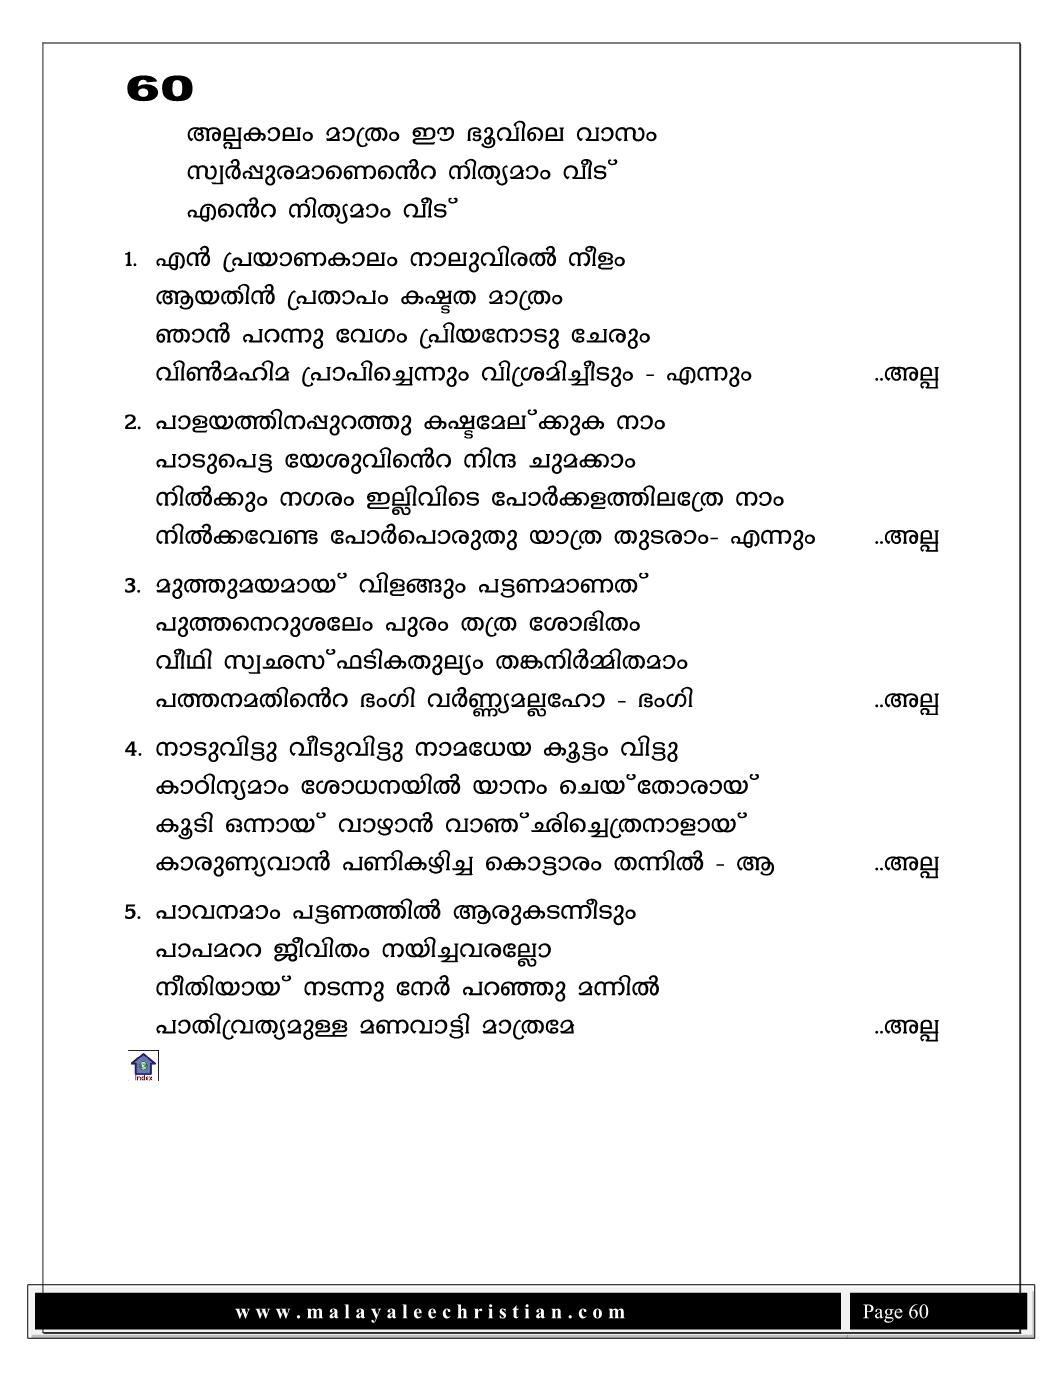 60
അല്പകാലം മാത്രം ഈ ഭൂവിലെ വാസം
സ്വർപ്പുരമാണെൻെറ നിത്യമാം വീട്
എൻെറ നിത്യമാം വീട്
1. എൻ പ്രയാണകാലം നാലുവിരൽ നീളം
ആയതിൻ പ്രതാപം കഷ്ടത മാത്രം
ഞാൻ പറന്നു വേഗം പ്രിയനോടു ചേരും
വിൺമഹിമ പ്രാപിച്ചെന്നും വിശ്രമിച്ചീടും - എന്നും ..അല്പ
2. പാളയത്തിനപ്പുറത്തു കഷ്ടമേല്ക്കുക നാം
പാടുപെട്ട യേശുവിൻെറ നിന്ദ ചുമക്കാം
നിൽക്കും നഗരം ഇല്ലിവിടെ പോർക്കളത്തിലത്രേ നാം
നിൽക്കവേണ്ട പോർപൊരുതു യാത്ര തുടരാം- എന്നും ..അല്പ
3. മുത്തുമയമായ് വിളങ്ങും പട്ടണമാണത്
പുത്തനെറുശലേം പുരം തത്ര ശോഭിതം
വീഥി സ്വഛസ്ഫടികതുല്യം തങ്കനിർമ്മിതമാം
പത്തനമതിൻെറ ഭംഗി വർണ്ണ്യമല്ലഹോ - ഭംഗി ..അല്പ
4. നാടുവിട്ടു വീടുവിട്ടു നാമധേയ കൂട്ടം വിട്ടു
കാഠിന്യമാം ശോധനയിൽ യാനം ചെയ്തോരായ്
കൂടി ഒന്നായ് വാഴാൻ വാഞ്ഛിച്ചെത്രനാളായ്
കാരുണ്യവാൻ പണികഴിച്ച കൊട്ടാരം തന്നിൽ - ആ ..അല്പ
5. പാവനമാം പട്ടണത്തിൽ ആരുകടന്നീടും
പാപമററ ജീവിതം നയിച്ചവരല്ലോ
നീതിയായ് നടന്നു നേർ പറഞ്ഞു മന്നിൽ
പാതിവ്രത്യമുള്ള മണവാട്ടി മാത്രമേ ..അല്പ
Index
www.malayaleechristian.com Page 60